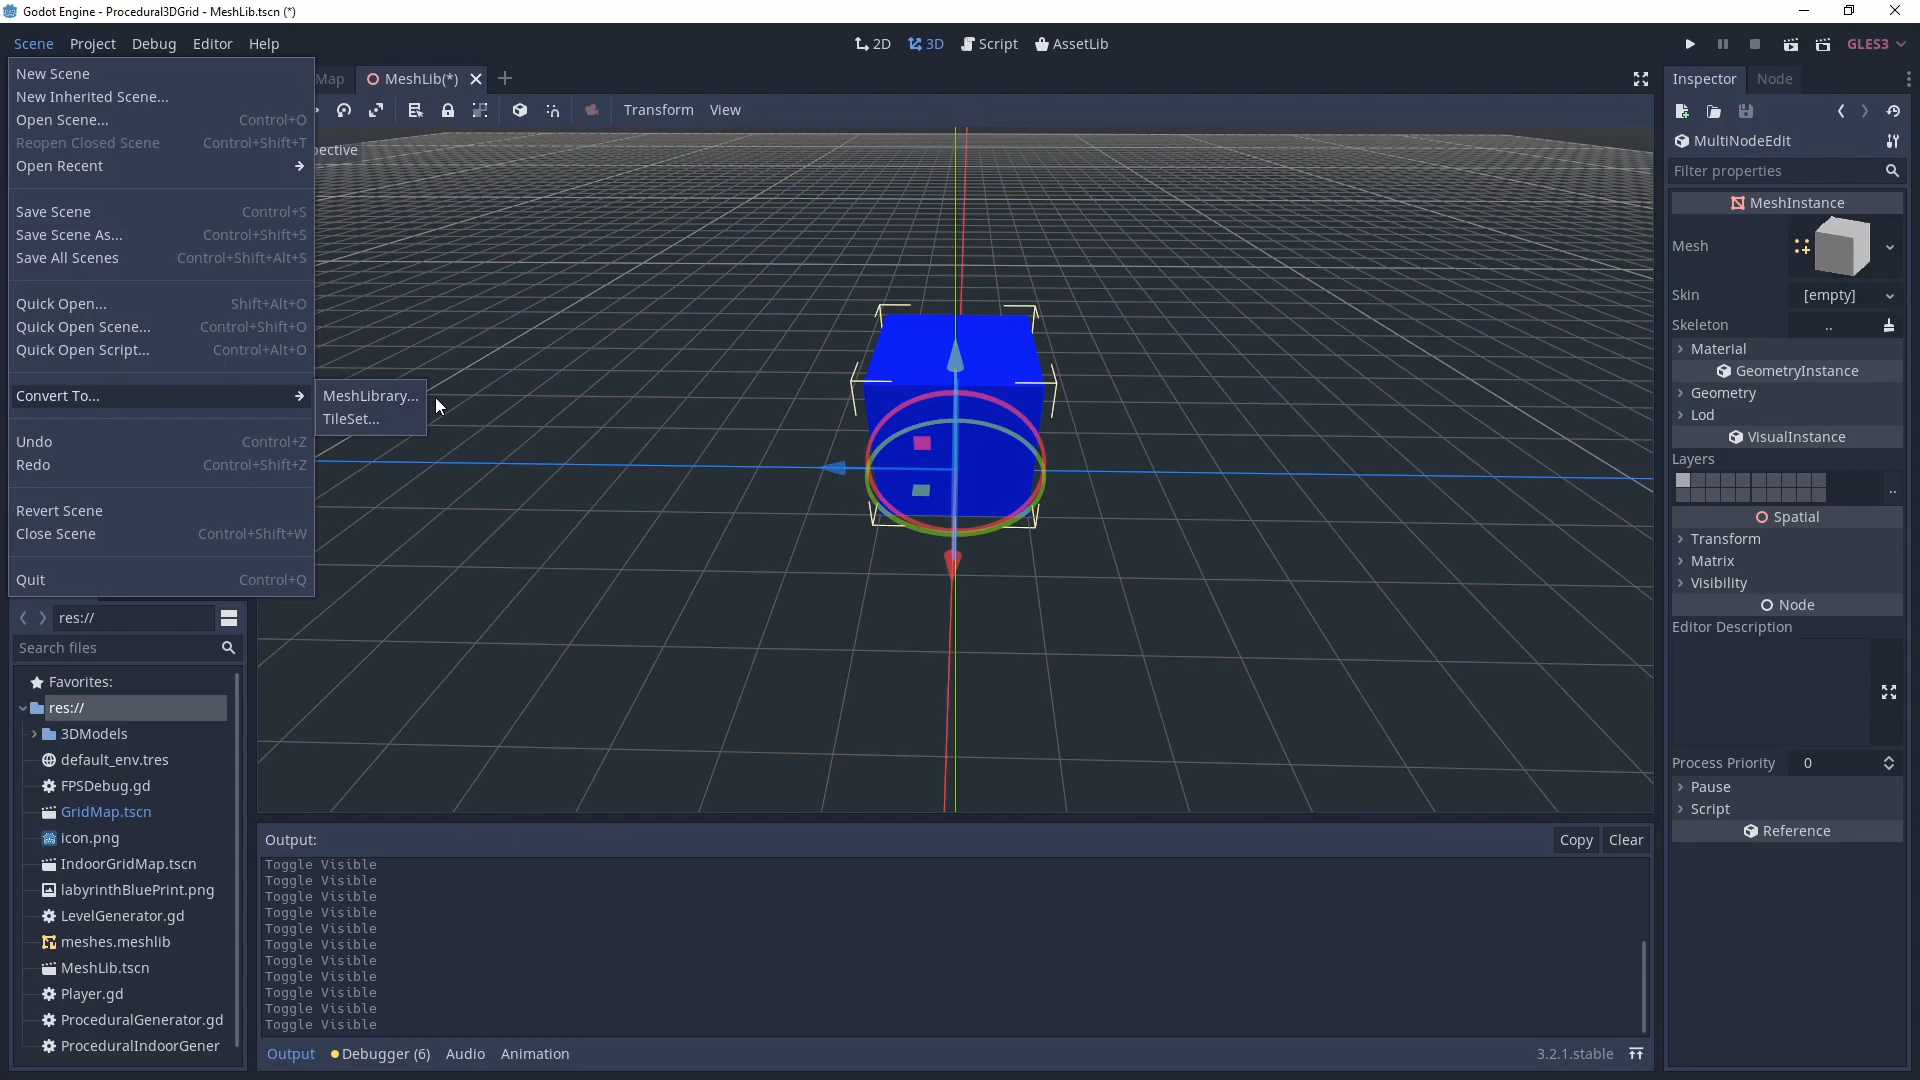 Godot Engine - Procedural3DGrid - MeshLib.tscn (*)
Scene Project Debug Editor Help
2D 3D Script AssetLib
GLES3
New Scene
New Inherited Scene...
Open Scene... Control+O
Reopen Closed Scene Control+Shift+T
Open Recent
Save Scene Control+S
Save Scene As... Control+Shift+S
Save All Scenes Control+Shift+Alt+S
Quick Open... Shift+Alt+O
Quick Open Scene... Control+Shift+O
Quick Open Script... Control+Alt+O
Convert To...
MeshLibrary...
TileSet...
Undo Control+Z
Redo Control+Shift+Z
Revert Scene
Close Scene Control+Shift+W
Quit Control+Q
Map MeshLib(*)
Transform View
pective
res://
Search files
Favorites:
res://
3DModels
default_env.tres
FPSDebug.gd
GridMap.tscn
icon.png
IndoorGridMap.tscn
labyrinthBluePrint.png
LevelGenerator.gd
meshes.meshlib
MeshLib.tscn
Player.gd
ProceduralGenerator.gd
ProceduralIndoorGener
Output:
Copy Clear
Toggle Visible
Toggle Visible
Toggle Visible
Toggle Visible
Toggle Visible
Toggle Visible
Toggle Visible
Toggle Visible
Toggle Visible
Toggle Visible
Toggle Visible
Output Debugger (6) Audio Animation
3.2.1.stable
Inspector Node
MultiNodeEdit
Filter properties
MeshInstance
Mesh
Skin [empty]
Skeleton ..
Material
GeometryInstance
Geometry
Lod
VisualInstance
Layers
..
Spatial
Transform
Matrix
Visibility
Node
Editor Description
Process Priority 0
Pause
Script
Reference